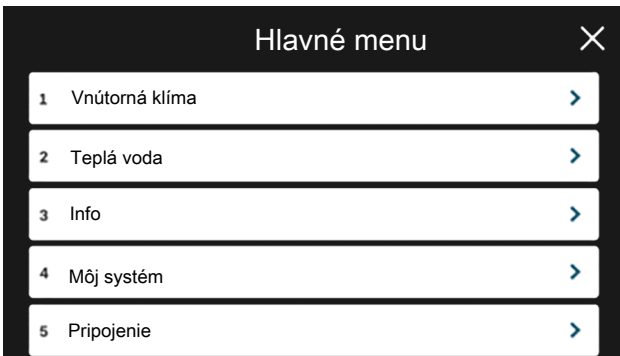 Hlavné menu
1 Vnútorná klíma
2 Teplá voda
3 Info
4 Môj systém
5 Pripojenie